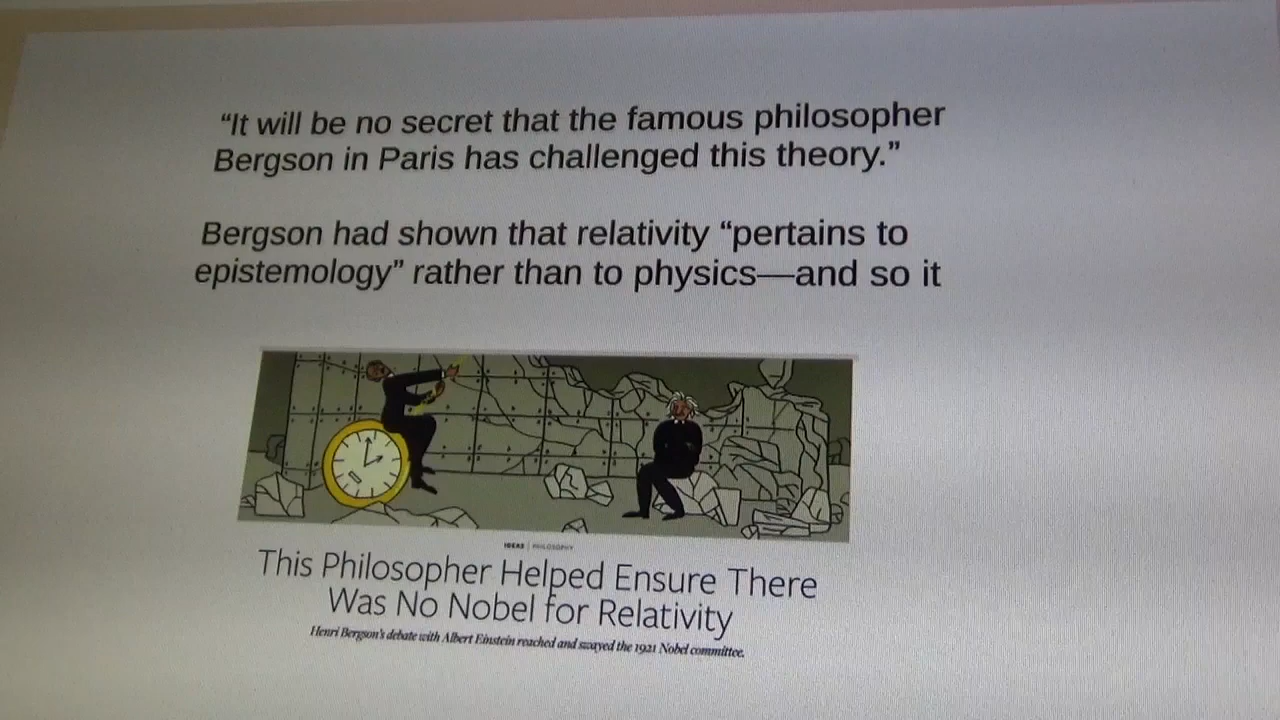 “It will be no secret that the famous philosopher
Bergson in Paris has challenged this theory.”
Bergson had shown that relativity “pertains to
epistemology” rather than to physics—and so it
IDEAS | PHILOSOPHY
This Philosopher Helped Ensure There
Was No Nobel for Relativity
Henri Bergson's debate with Albert Einstein reached and swayed the 1921 Nobel committee.